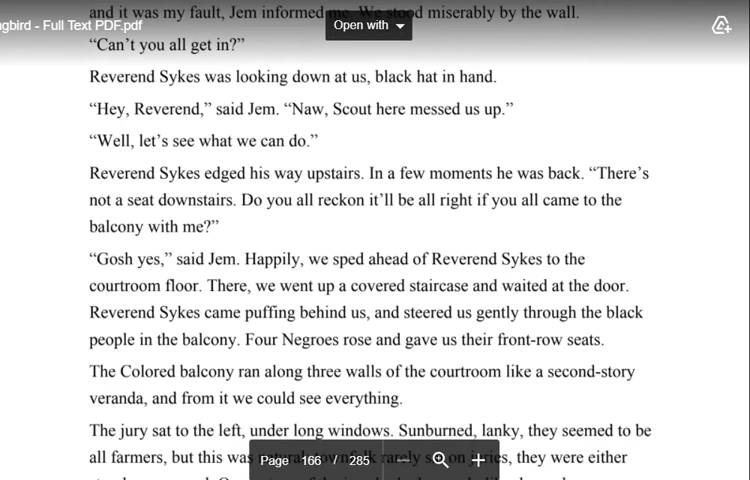 and it was my fault, Jem informed me. We stood miserably by the wall.
ngbird - Full Text PDF.pdf
Open with
“Can’t you all get in?”
Reverend Sykes was looking down at us, black hat in hand.
“Hey, Reverend,” said Jem. “Naw, Scout here messed us up.”
“Well, let’s see what we can do.”
Reverend Sykes edged his way upstairs. In a few moments he was back. “There’s
not a seat downstairs. Do you all reckon it’ll be all right if you all came to the
balcony with me?”
“Gosh yes,” said Jem. Happily, we sped ahead of Reverend Sykes to the
courtroom floor. There, we went up a covered staircase and waited at the door.
Reverend Sykes came puffing behind us, and steered us gently through the black
people in the balcony. Four Negroes rose and gave us their front-row seats.
The Colored balcony ran along three walls of the courtroom like a second-story
veranda, and from it we could see everything.
The jury sat to the left, under long windows. Sunburned, lanky, they seemed to be
all farmers, but this was natural: townfolk rarely sat on juries, they were either
Page 166 / 285